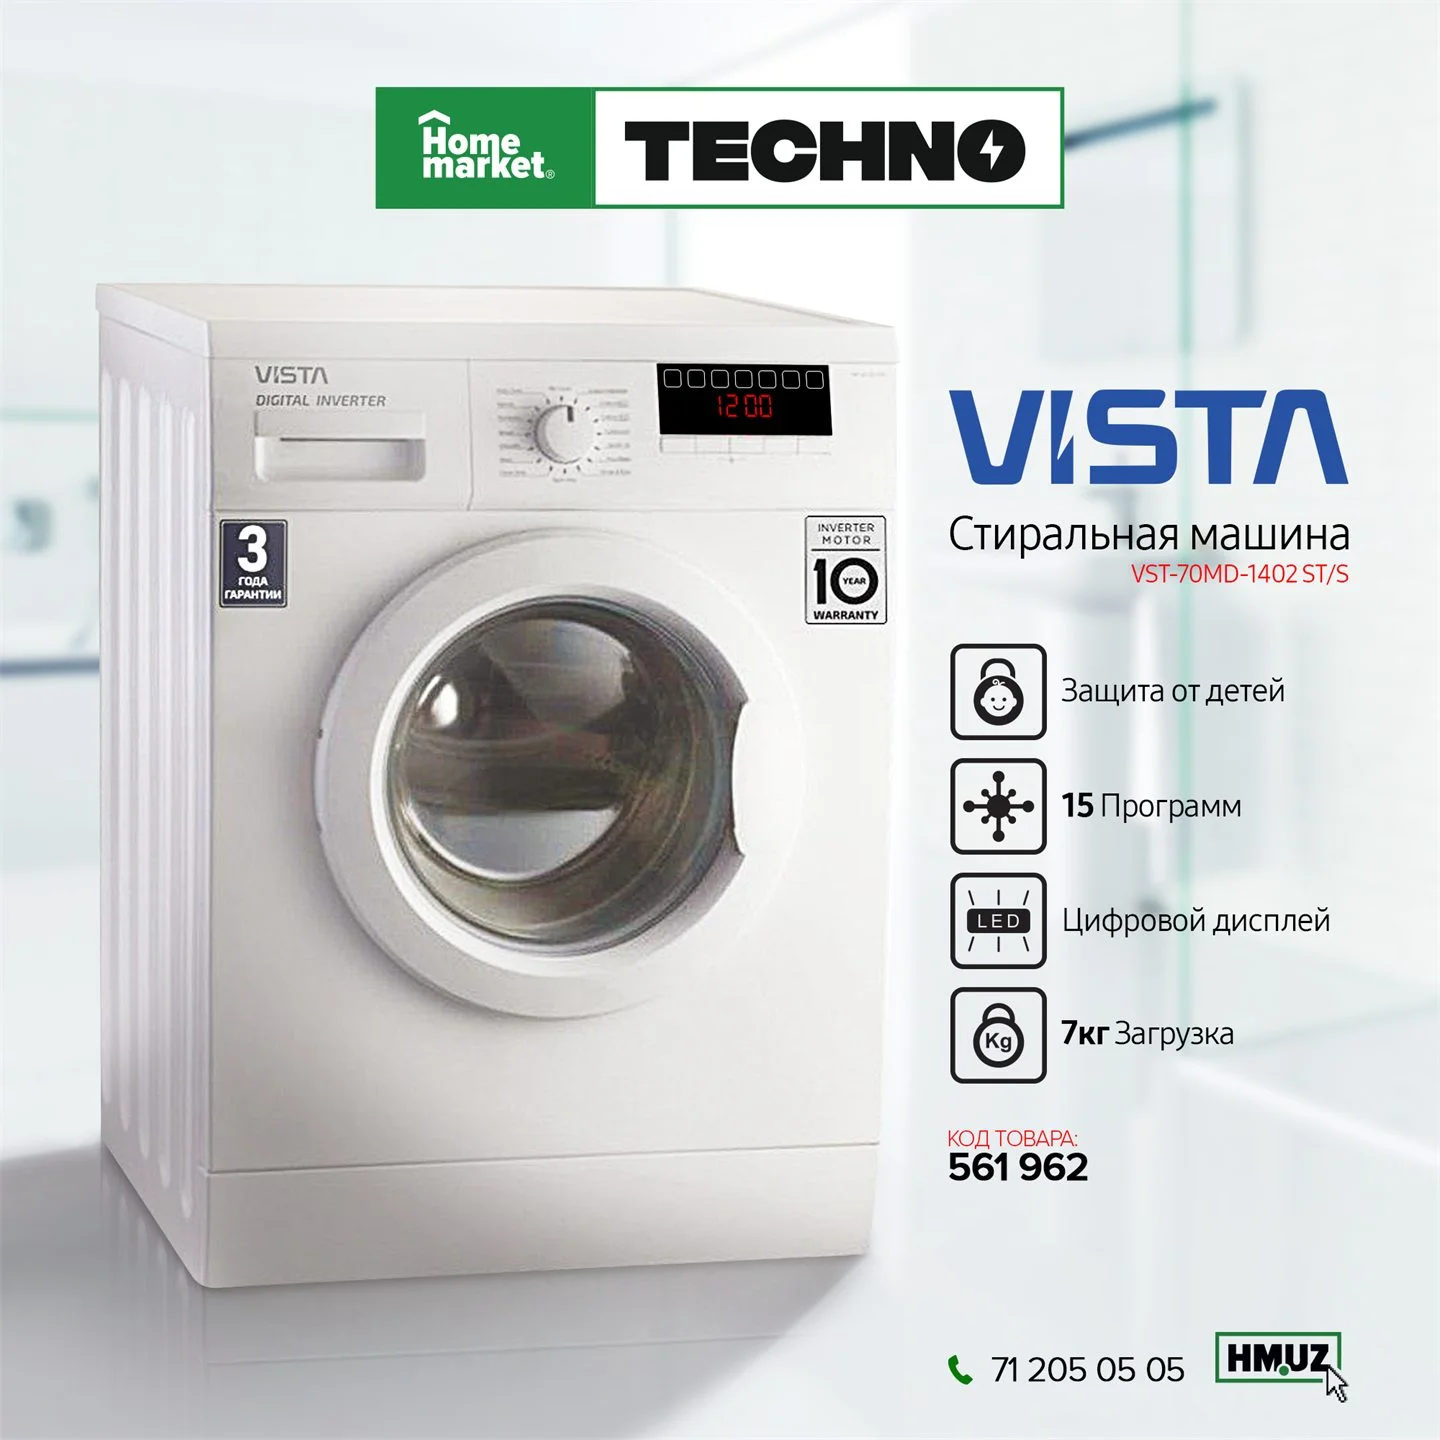 Home
market®
TECHNO
VISTA
DIGITAL INVERTER
1200
3
ГОДА
ГАРАНТИИ
INVERTER
MOTOR
10 YEAR
WARRANTY
VISTA
Стиральная машина
VST-70MD-1402 ST/S
Защита от детей
15 Программ
LED
Цифровой дисплей
Kg
7кг Загрузка
КОД ТОВАРА:
561 962
71 205 05 05
HM.UZ